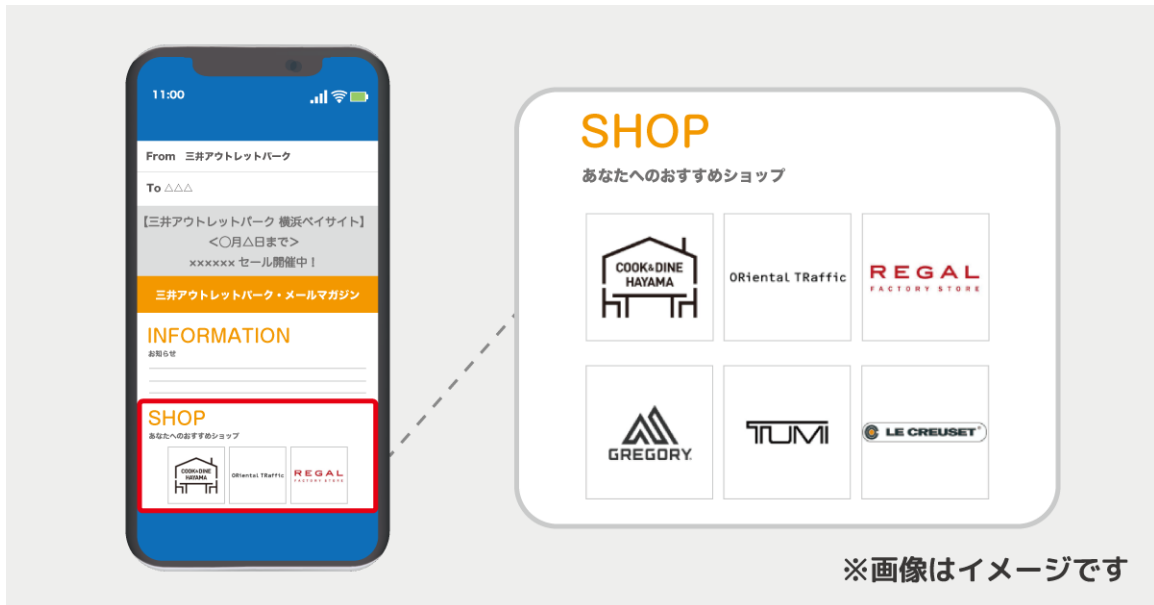 11:00
From 三井アウトレットパーク
To △△△
【三井アウトレットパーク 横浜ベイサイト】
<○月△日まで>
×××××× セール開催中！
三井アウトレットパーク・メールマガジン
INFORMATION
お知らせ
SHOP
あなたへのおすすめショップ
COOK&DINE
HAYAMA
ORiental TRaffic
REGAL
FACTORY STORE
SHOP
あなたへのおすすめショップ
COOK&DINE
HAYAMA
ORiental TRaffic
REGAL
FACTORY STORE
GREGORY
TUMI
LE CREUSET
※画像はイメージです